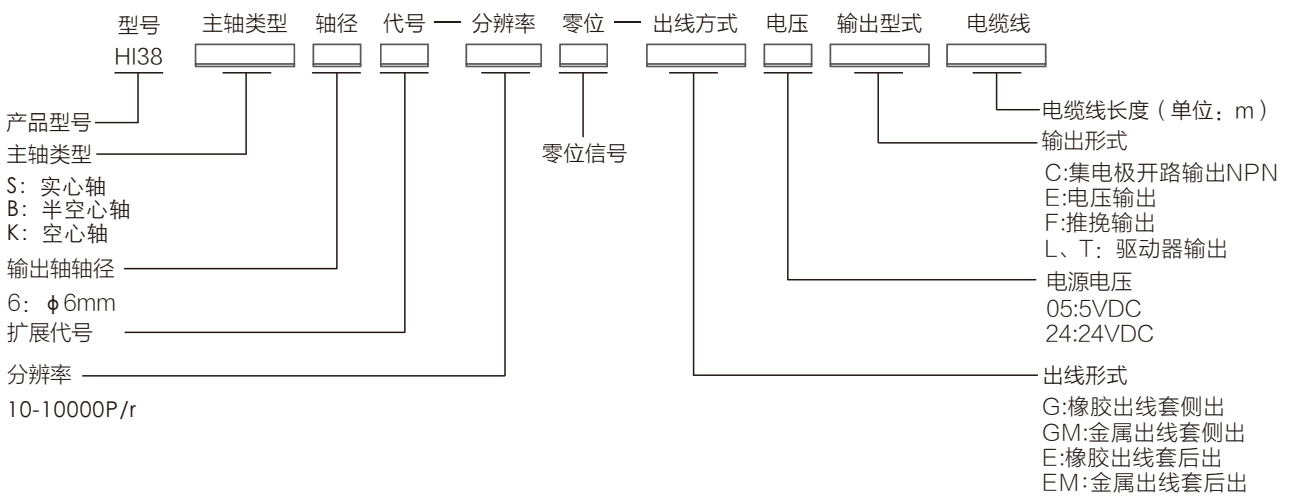 型号 主轴类型 轴径 代号 — 分辨率 零位 — 出线方式 电压 输出型式 电缆线
HI38
产品型号
主轴类型
S: 实心轴
B: 半空心轴
K: 空心轴
输出轴轴径
6: ϕ6mm
扩展代号
分辨率
10-10000P/r
零位信号
电缆线长度(单位:m)
输出形式
C:集电极开路输出NPN
E:电压输出
F:推挽输出
L、T: 驱动器输出
电源电压
05:5VDC
24:24VDC
出线形式
G:橡胶出线套侧出
GM:金属出线套侧出
E:橡胶出线套后出
EM:金属出线套后出